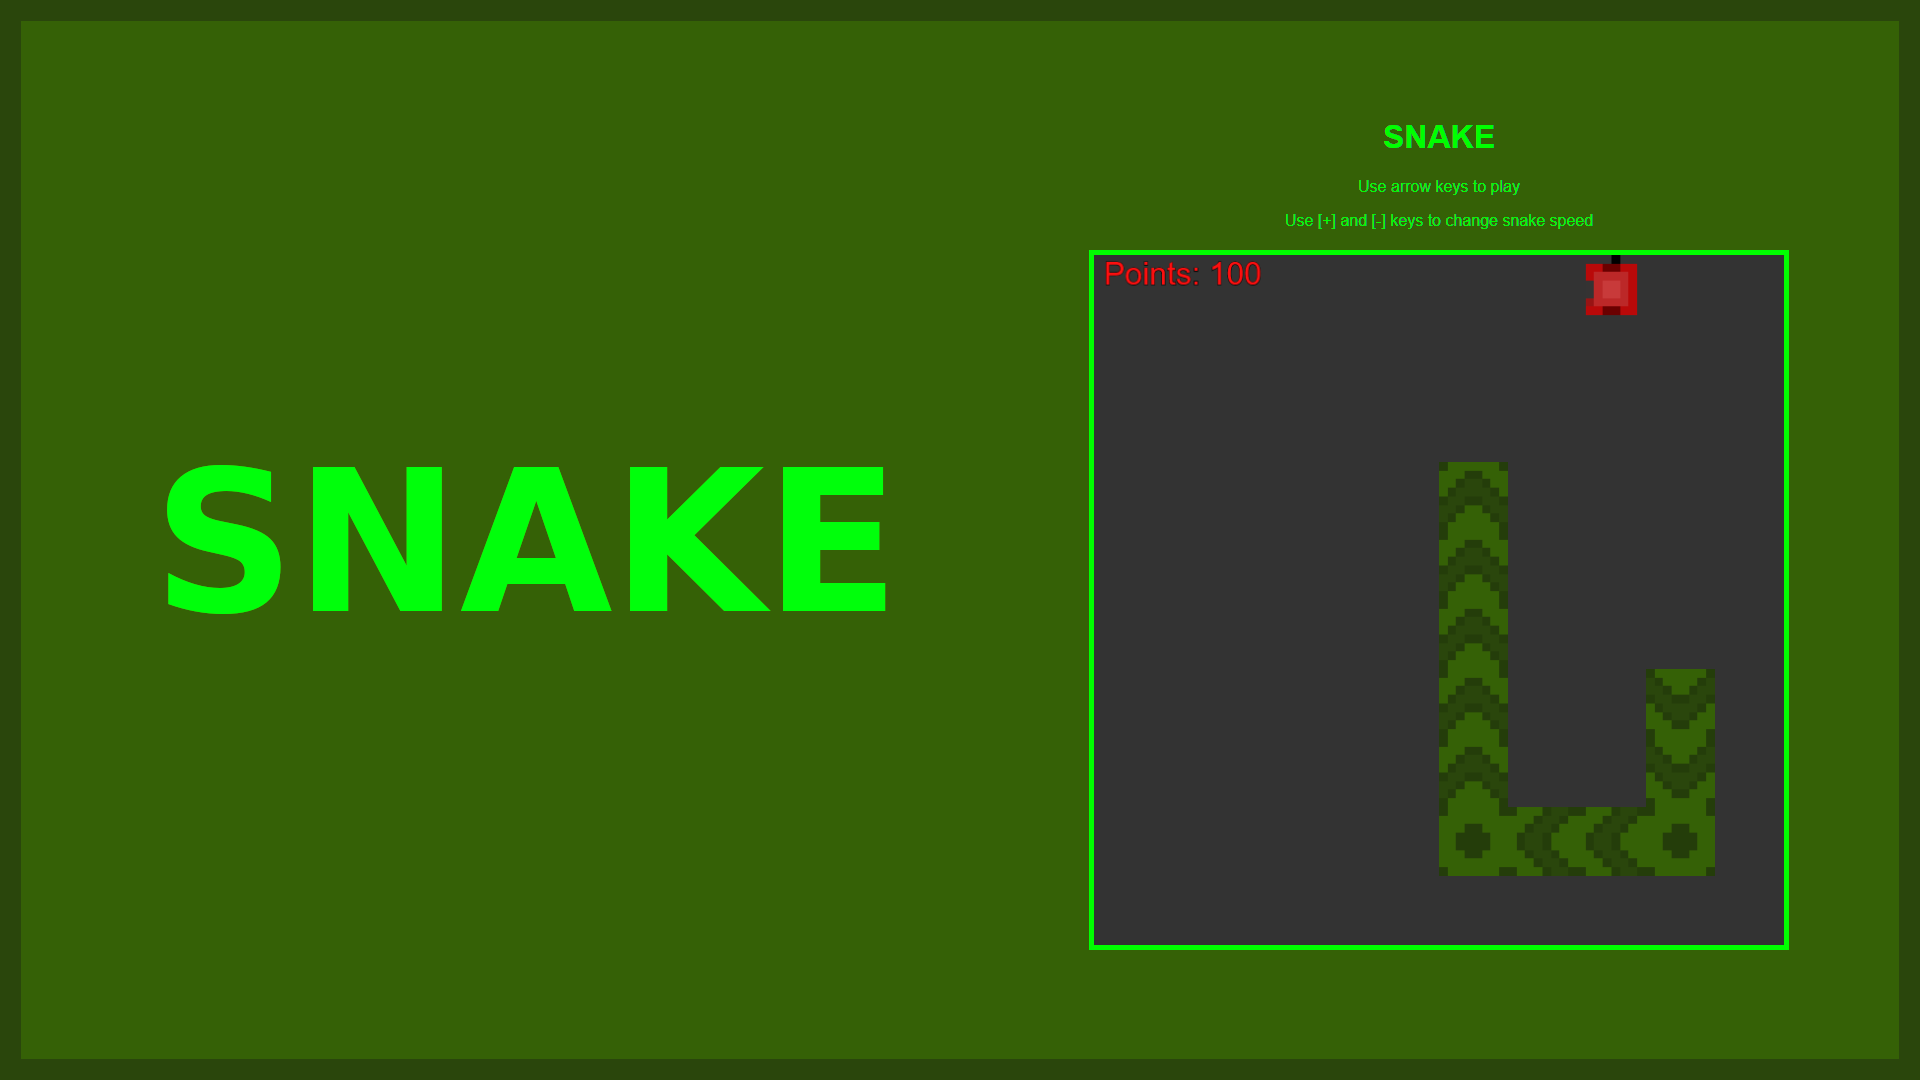 SNAKE
SNAKE
Use arrow keys to play
Use [+] and [-] keys to change snake speed
Points: 100